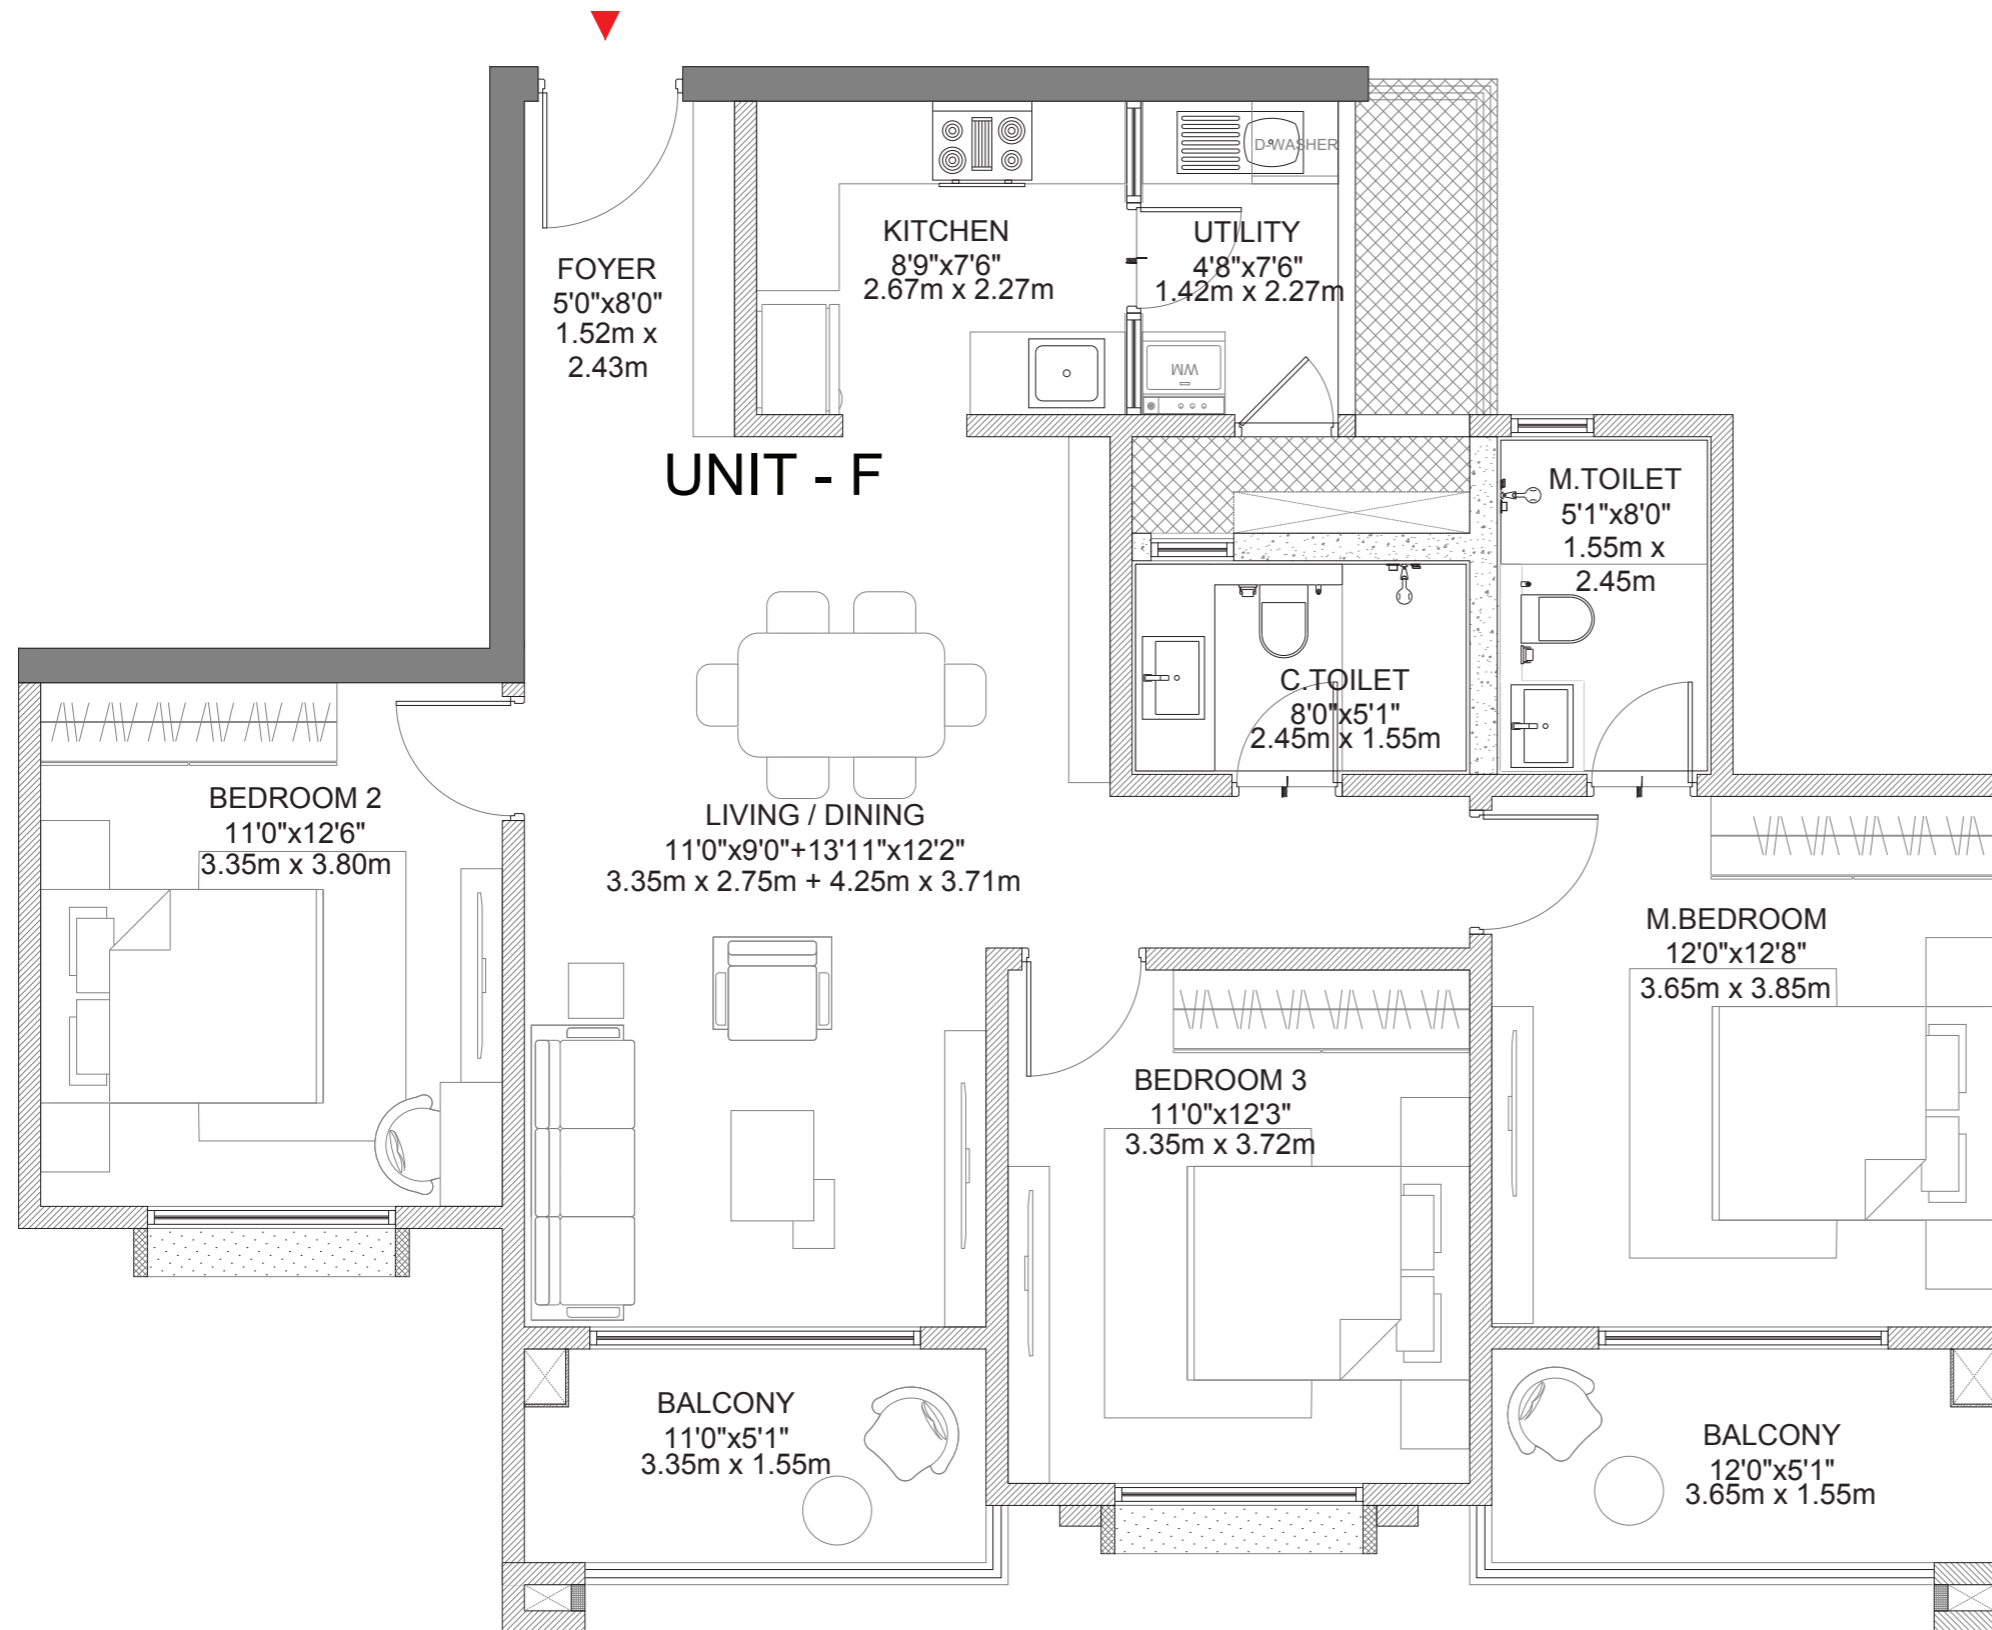 KITCHEN
8'9"x7'6"
2.67m x 2.27m
D-WASHER
UTILITY
4'8"x7'6"
1.42m x 2.27m
WM
FOYER
5'0"x8'0"
1.52m x
2.43m
UNIT - F
M.TOILET
5'1"x8'0"
1.55m x
2.45m
C.TOILET
8'0"x5'1"
2.45m x 1.55m
BEDROOM 2
11'0"x12'6"
3.35m x 3.80m
LIVING / DINING
11'0"x9'0"+13'11"x12'2"
3.35m x 2.75m + 4.25m x 3.71m
M.BEDROOM
12'0"x12'8"
3.65m x 3.85m
BEDROOM 3
11'0"x12'3"
3.35m x 3.72m
BALCONY
11'0"x5'1"
3.35m x 1.55m
BALCONY
12'0"x5'1"
3.65m x 1.55m